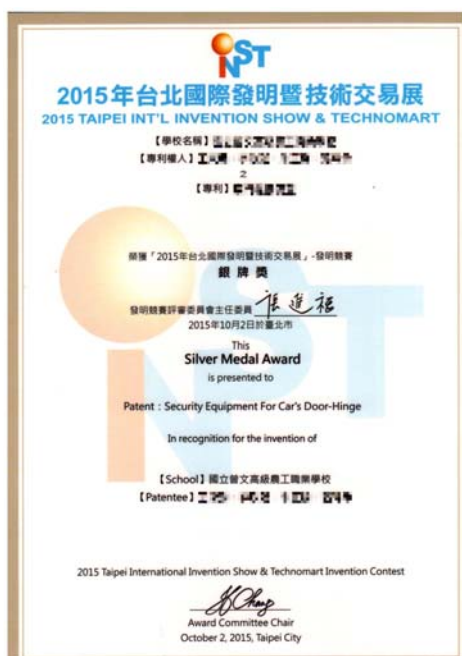 iNST
2015年台北國際發明暨技術交易展
2015 TAIPEI INT'L INVENTION SHOW & TECHNOMART
【學校名稱】
【專利權人】
2
【專利】
榮獲「2015年台北國際發明暨技術交易展」-發明競賽
銀牌獎
發明競賽評審委員會主任委員 張進福
2015年10月2日於臺北市
This
Silver Medal Award
is presented to
Patent : Security Equipment For Car's Door-Hinge
In recognition for the invention of
【School】國立曾文高級農工職業學校
【Patentee】
2015 Taipei International Invention Show & Technomart Invention Contest
Award Committee Chair
October 2, 2015, Taipei City